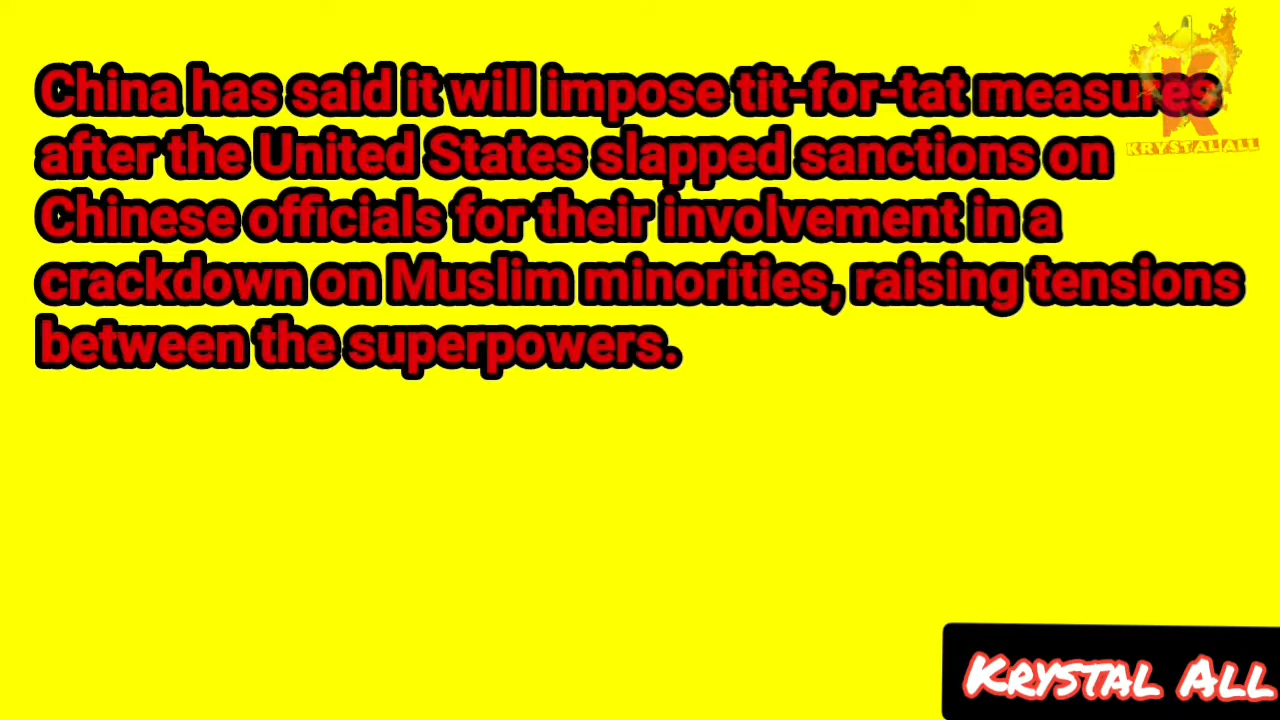 China has said it will impose tit-for-tat measures
after the United States slapped sanctions on
Chinese officials for their involvement in a
crackdown on Muslim minorities, raising tensions
between the superpowers.
K
KRYSTAL ALL
Krystal All